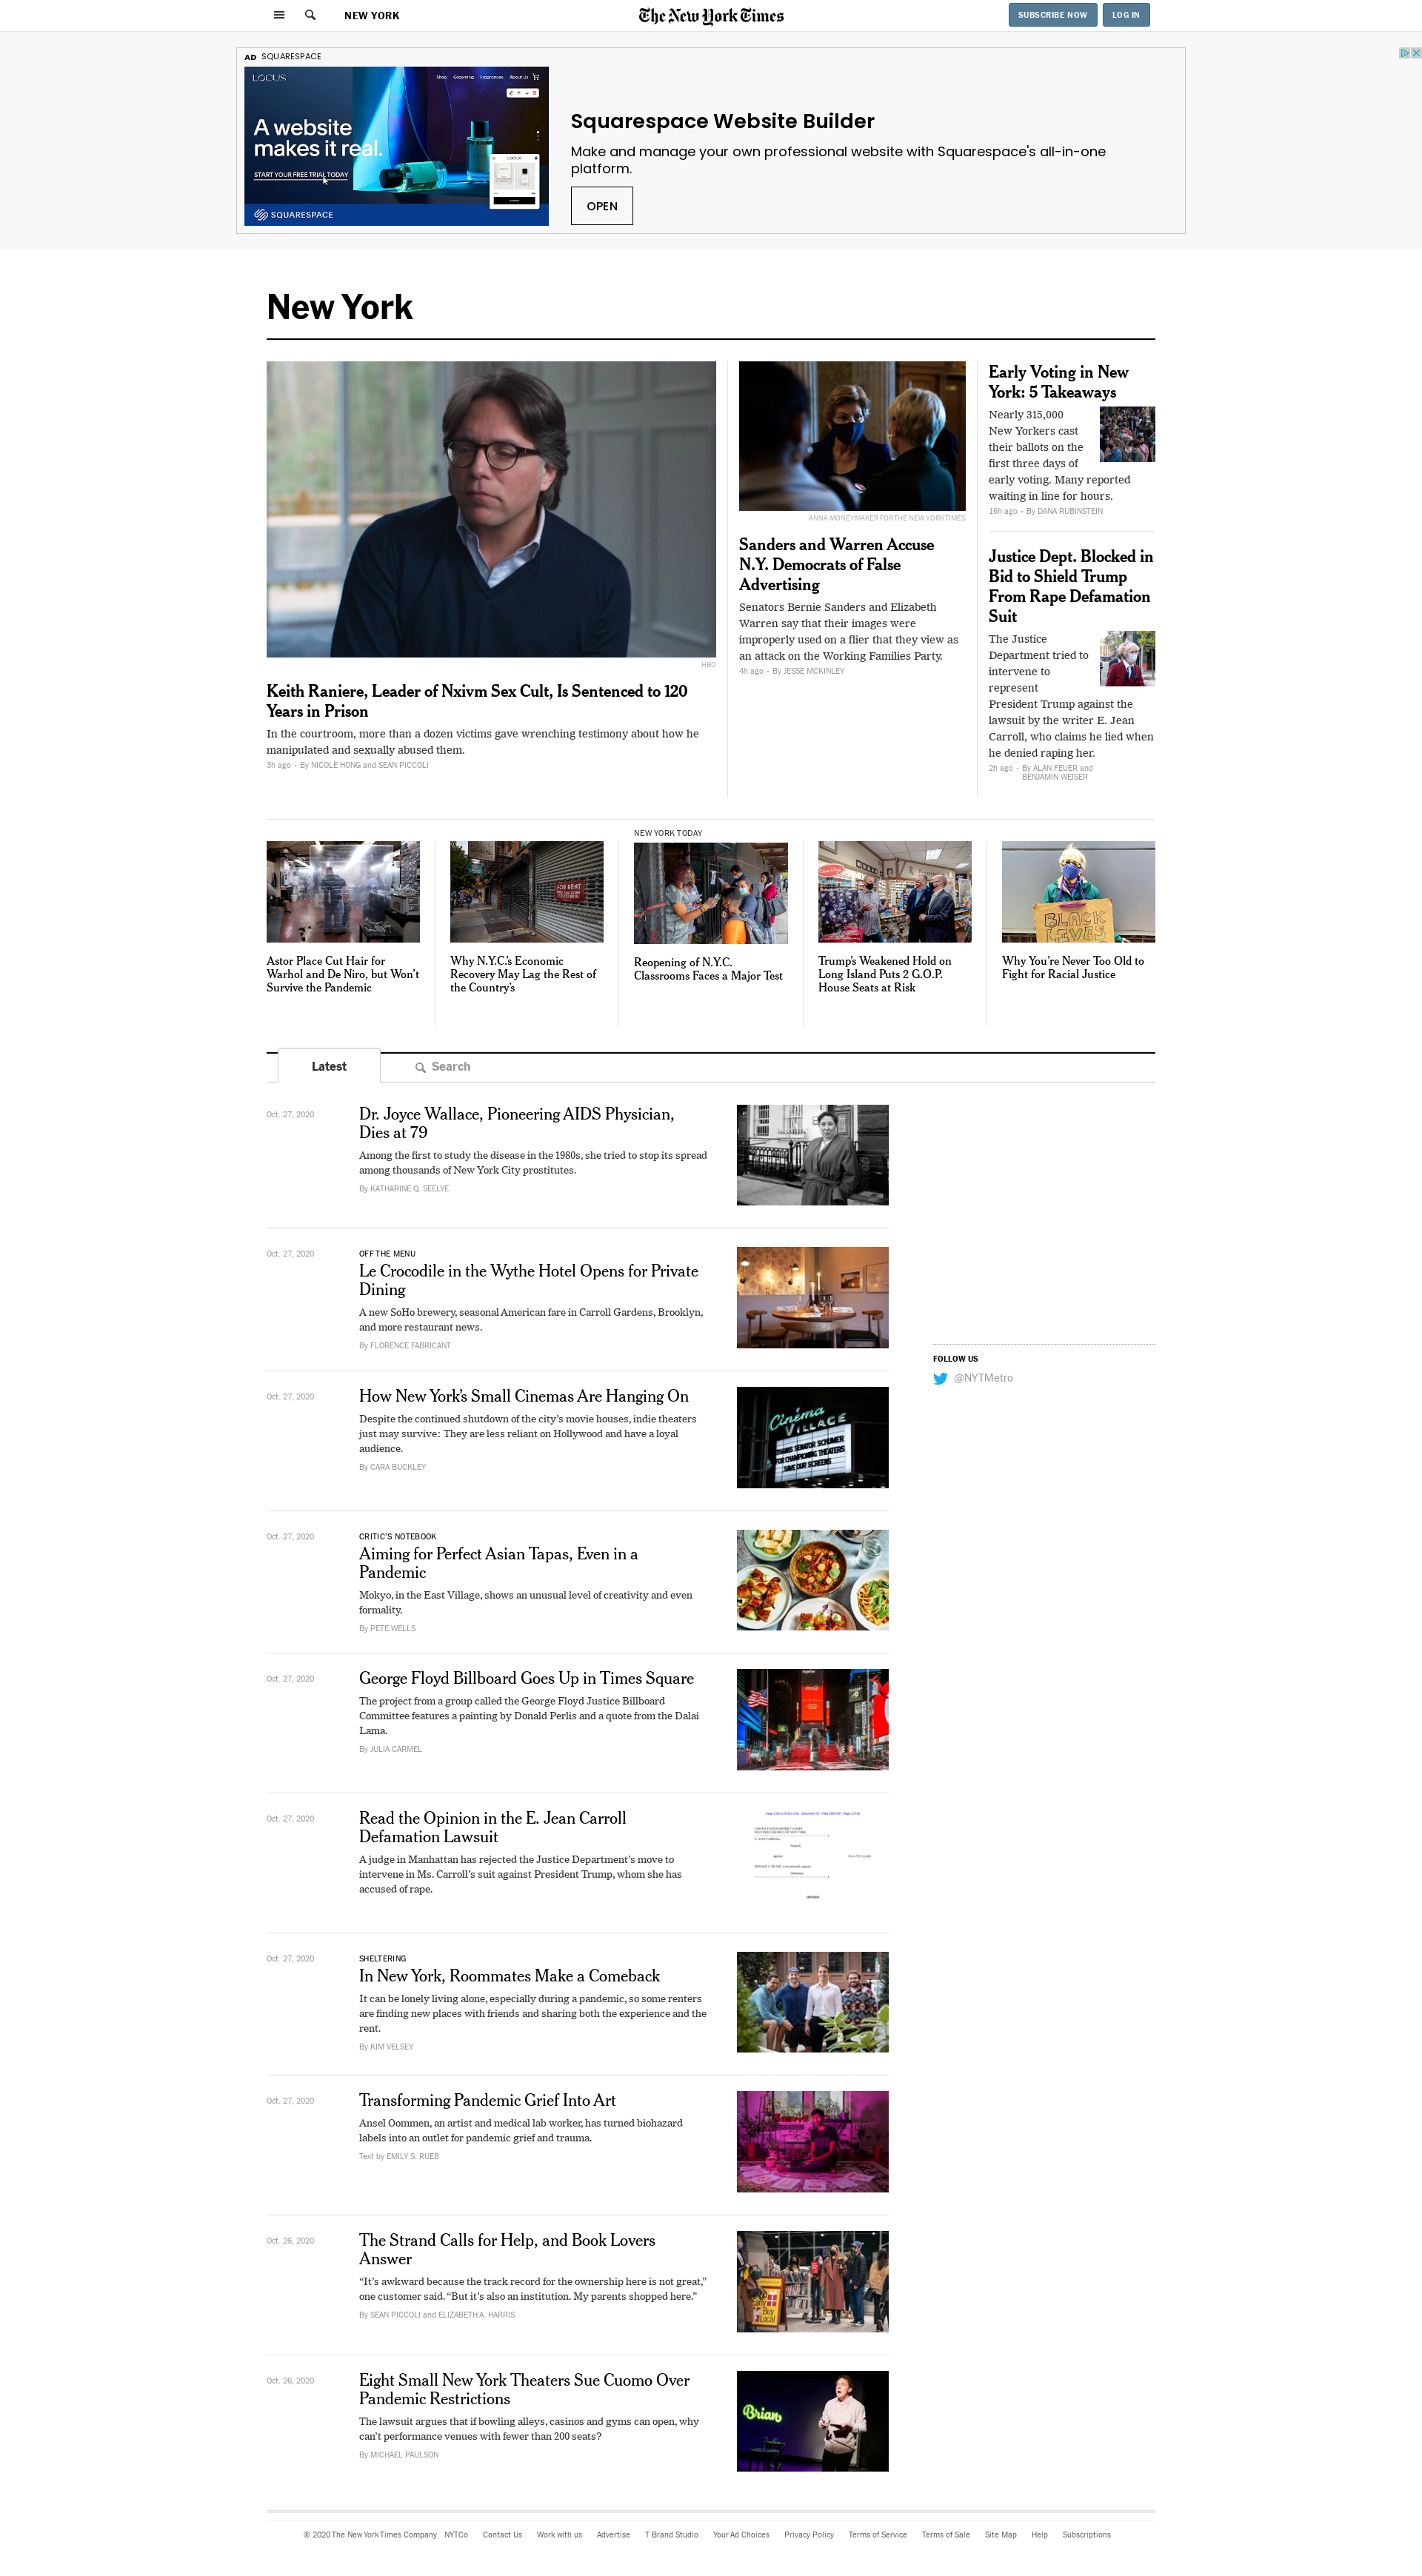 NEW YORK
The New York Times
SUBSCRIBE NOW
LOG IN
AD SQUARESPACE
LOCUS
Shop Grooming Fragrances About Us
A website
makes it real.
START YOUR FREE TRIAL TODAY
LOCUS
SQUARESPACE
Squarespace Website Builder
Make and manage your own professional website with Squarespace's all-in-one
platform.
OPEN
New York
HBO
Keith Raniere, Leader of Nxivm Sex Cult, Is Sentenced to 120
Years in Prison
In the courtroom, more than a dozen victims gave wrenching testimony about how he
manipulated and sexually abused them.
3h ago • By NICOLE HONG and SEAN PICCOLI
ANNA MONEYMAKER FOR THE NEW YORK TIMES
Sanders and Warren Accuse
N.Y. Democrats of False
Advertising
Senators Bernie Sanders and Elizabeth
Warren say that their images were
improperly used on a flier that they view as
an attack on the Working Families Party.
4h ago • By JESSE MCKINLEY
Early Voting in New
York: 5 Takeaways
Nearly 315,000
New Yorkers cast
their ballots on the
first three days of
early voting. Many reported
waiting in line for hours.
16h ago • By DANA RUBINSTEIN
Justice Dept. Blocked in
Bid to Shield Trump
From Rape Defamation
Suit
The Justice
Department tried to
intervene to
represent
President Trump against the
lawsuit by the writer E. Jean
Carroll, who claims he lied when
he denied raping her.
2h ago • By ALAN FEUER and
BENJAMIN WEISER
Astor Place Cut Hair for
Warhol and De Niro, but Won't
Survive the Pandemic
FOR RENT
Why N.Y.C.'s Economic
Recovery May Lag the Rest of
the Country's
NEW YORK TODAY
Reopening of N.Y.C.
Classrooms Faces a Major Test
Trump's Weakened Hold on
Long Island Puts 2 G.O.P.
House Seats at Risk
BLACK
LIVES
Why You're Never Too Old to
Fight for Racial Justice
Latest
Search
Oct. 27, 2020
Dr. Joyce Wallace, Pioneering AIDS Physician,
Dies at 79
Among the first to study the disease in the 1980s, she tried to stop its spread
among thousands of New York City prostitutes.
By KATHARINE Q. SEELYE
Oct. 27, 2020
OFF THE MENU
Le Crocodile in the Wythe Hotel Opens for Private
Dining
A new SoHo brewery, seasonal American fare in Carroll Gardens, Brooklyn,
and more restaurant news.
By FLORENCE FABRICANT
FOLLOW US
@NYTMetro
Oct. 27, 2020
How New York's Small Cinemas Are Hanging On
Despite the continued shutdown of the city's movie houses, indie theaters
just may survive: They are less reliant on Hollywood and have a loyal
audience.
By CARA BUCKLEY
Cinéma
VILLAGE
THANKS SENATOR SCHUMER
FOR CHAMPIONING THEATERS
SAVE OUR SCREENS
Oct. 27, 2020
CRITIC'S NOTEBOOK
Aiming for Perfect Asian Tapas, Even in a
Pandemic
Mokyo, in the East Village, shows an unusual level of creativity and even
formality.
By PETE WELLS
Oct. 27, 2020
George Floyd Billboard Goes Up in Times Square
The project from a group called the George Floyd Justice Billboard
Committee features a painting by Donald Perlis and a quote from the Dalai
Lama.
By JULIA CARMEL
Oct. 27, 2020
Read the Opinion in the E. Jean Carroll
Defamation Lawsuit
A judge in Manhattan has rejected the Justice Department's move to
intervene in Ms. Carroll's suit against President Trump, whom she has
accused of rape.
Oct. 27, 2020
SHELTERING
In New York, Roommates Make a Comeback
It can be lonely living alone, especially during a pandemic, so some renters
are finding new places with friends and sharing both the experience and the
rent.
By KIM VELSEY
Oct. 27, 2020
Transforming Pandemic Grief Into Art
Ansel Oommen, an artist and medical lab worker, has turned biohazard
labels into an outlet for pandemic grief and trauma.
Text by EMILY S. RUEB
Oct. 26, 2020
The Strand Calls for Help, and Book Lovers
Answer
“It's awkward because the track record for the ownership here is not great,”
one customer said. “But it's also an institution. My parents shopped here.”
By SEAN PICCOLI and ELIZABETH A. HARRIS
Buy
Local
Oct. 26, 2020
Eight Small New York Theaters Sue Cuomo Over
Pandemic Restrictions
The lawsuit argues that if bowling alleys, casinos and gyms can open, why
can't performance venues with fewer than 200 seats?
By MICHAEL PAULSON
Brian
© 2020 The New York Times Company NYTCo Contact Us Work with us Advertise T Brand Studio Your Ad Choices Privacy Policy Terms of Service Terms of Sale Site Map Help Subscriptions